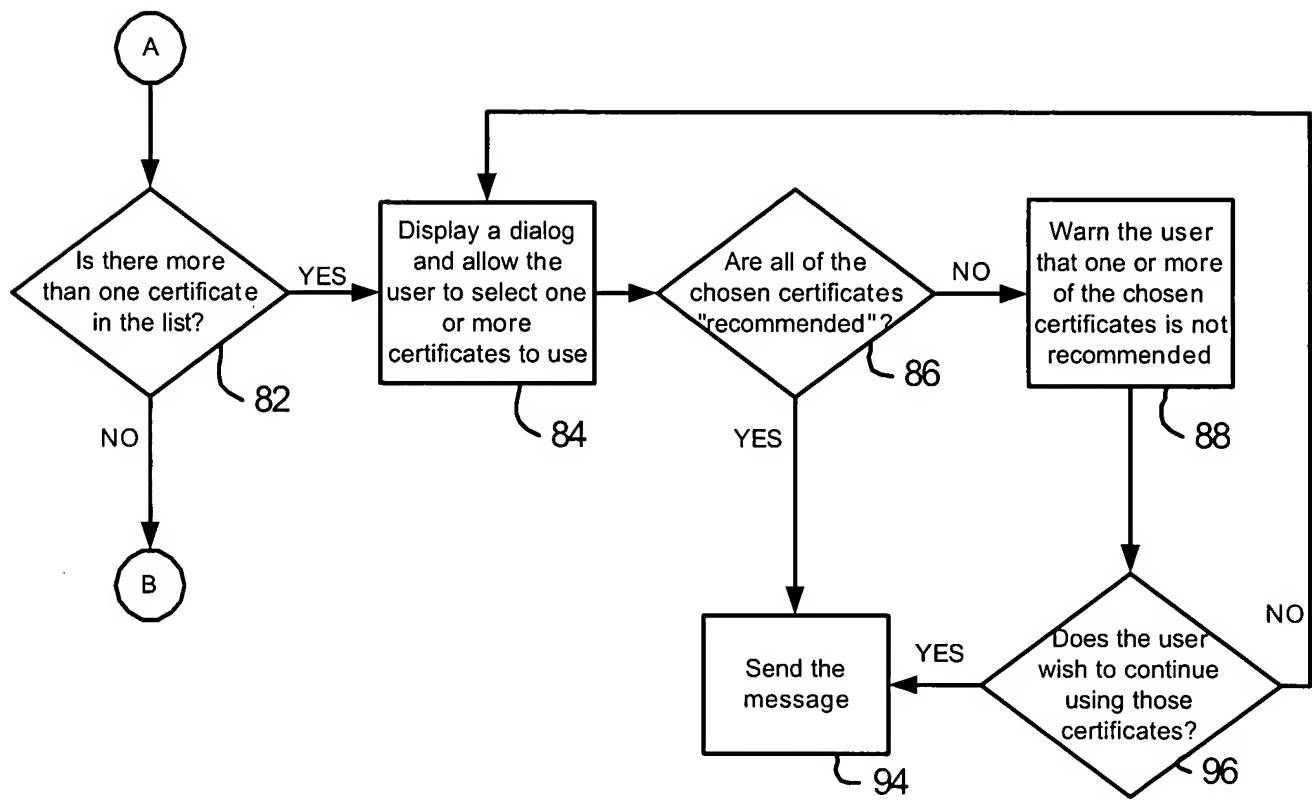 A
Is there more
than one certificate
in the list?
82
YES
NO
B
Display a dialog
and allow the
user to select one
or more
certificates to use
84
Are all of the
chosen certificates
"recommended"?
86
NO
YES
Warn the user
that one or more
of the chosen
certificates is not
recommended
88
Does the user
wish to continue
using those
certificates?
96
NO
YES
Send the
message
94